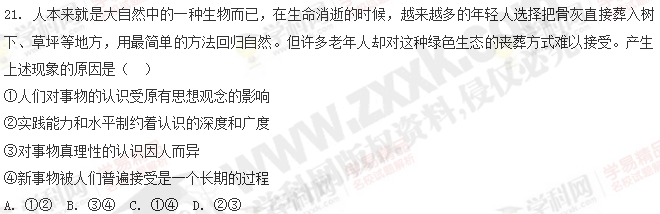 21. 人本来就是大自然中的一种生物而已，在生命消逝的时候，越来越多的年轻人选择把骨灰直接葬入树
下、草坪等地方，用最简单的方法回归自然。但许多老年人却对这种绿色生态的丧葬方式难以接受。产生
上述现象的原因是（ ）
①人们对事物的认识受原有思想观念的影响
②实践能力和水平制约着认识的深度和广度
③对事物真理性的认识因人而异
④新事物被人们普遍接受是一个长期的过程
A. ①② B. ③④ C. ①④ D. ②③